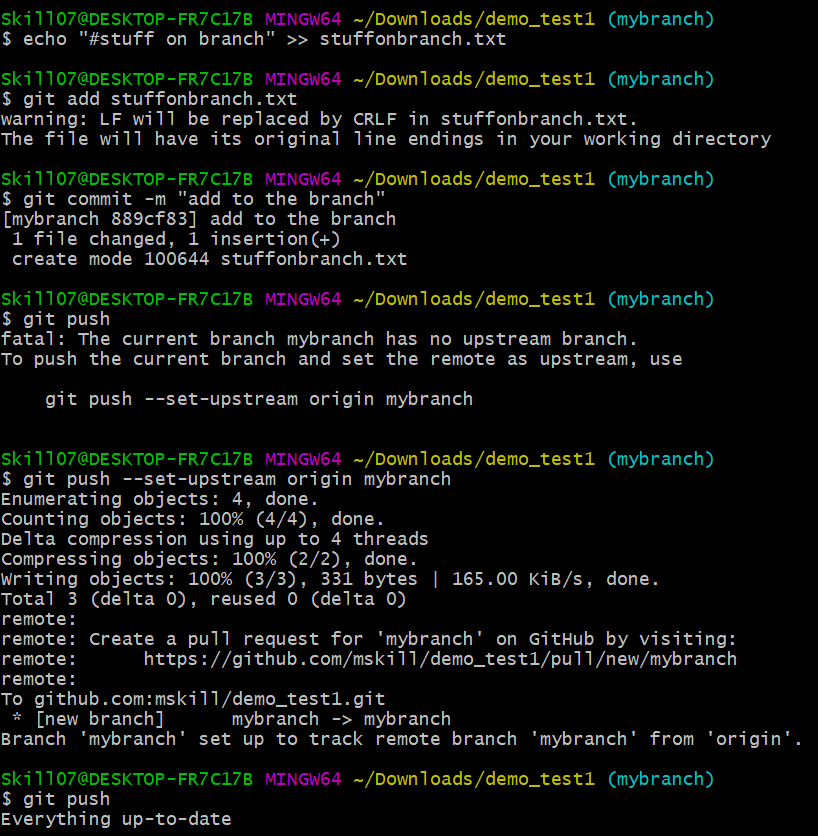 Skill07@DESKTOP-FR7C17B MINGW64 ~/Downloads/demo_test1 (mybranch)
$ echo "#stuff on branch" >> stuffonbranch.txt

Skill07@DESKTOP-FR7C17B MINGW64 ~/Downloads/demo_test1 (mybranch)
$ git add stuffonbranch.txt
warning: LF will be replaced by CRLF in stuffonbranch.txt.
The file will have its original line endings in your working directory

Skill07@DESKTOP-FR7C17B MINGW64 ~/Downloads/demo_test1 (mybranch)
$ git commit -m "add to the branch"
[mybranch 889cf83] add to the branch
 1 file changed, 1 insertion(+)
 create mode 100644 stuffonbranch.txt

Skill07@DESKTOP-FR7C17B MINGW64 ~/Downloads/demo_test1 (mybranch)
$ git push
fatal: The current branch mybranch has no upstream branch.
To push the current branch and set the remote as upstream, use

    git push --set-upstream origin mybranch


Skill07@DESKTOP-FR7C17B MINGW64 ~/Downloads/demo_test1 (mybranch)
$ git push --set-upstream origin mybranch
Enumerating objects: 4, done.
Counting objects: 100% (4/4), done.
Delta compression using up to 4 threads
Compressing objects: 100% (2/2), done.
Writing objects: 100% (3/3), 331 bytes | 165.00 KiB/s, done.
Total 3 (delta 0), reused 0 (delta 0)
remote:
remote: Create a pull request for 'mybranch' on GitHub by visiting:
remote:      https://github.com/mskill/demo_test1/pull/new/mybranch
remote:
To github.com:mskill/demo_test1.git
 * [new branch]      mybranch -> mybranch
Branch 'mybranch' set up to track remote branch 'mybranch' from 'origin'.

Skill07@DESKTOP-FR7C17B MINGW64 ~/Downloads/demo_test1 (mybranch)
$ git push
Everything up-to-date